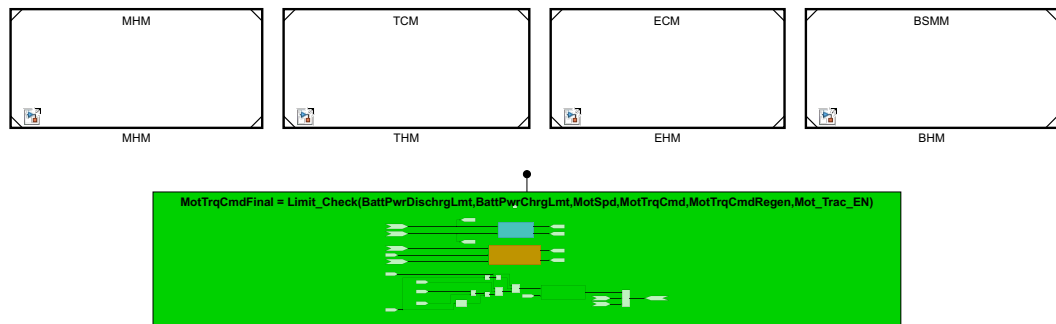 MHM
TCM
ECM
BSMM
MHM
THM
EHM
BHM
MotTrqCmdFinal = Limit_Check(BattPwrDischrgLmt,BattPwrChrgLmt,MotSpd,MotTrqCmd,MotTrqCmdRegen,Mot_Trac_EN)